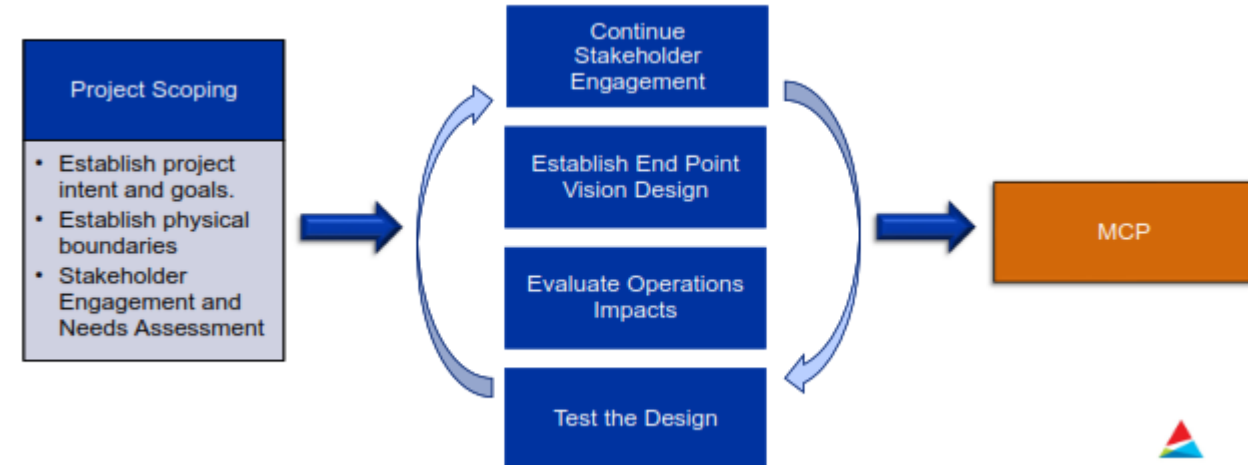 Project Scoping
• Establish project
intent and goals.
• Establish physical
boundaries
• Stakeholder
Engagement and
Needs Assessment
Continue
Stakeholder
Engagement
Establish End Point
Vision Design
Evaluate Operations
Impacts
Test the Design
MCP